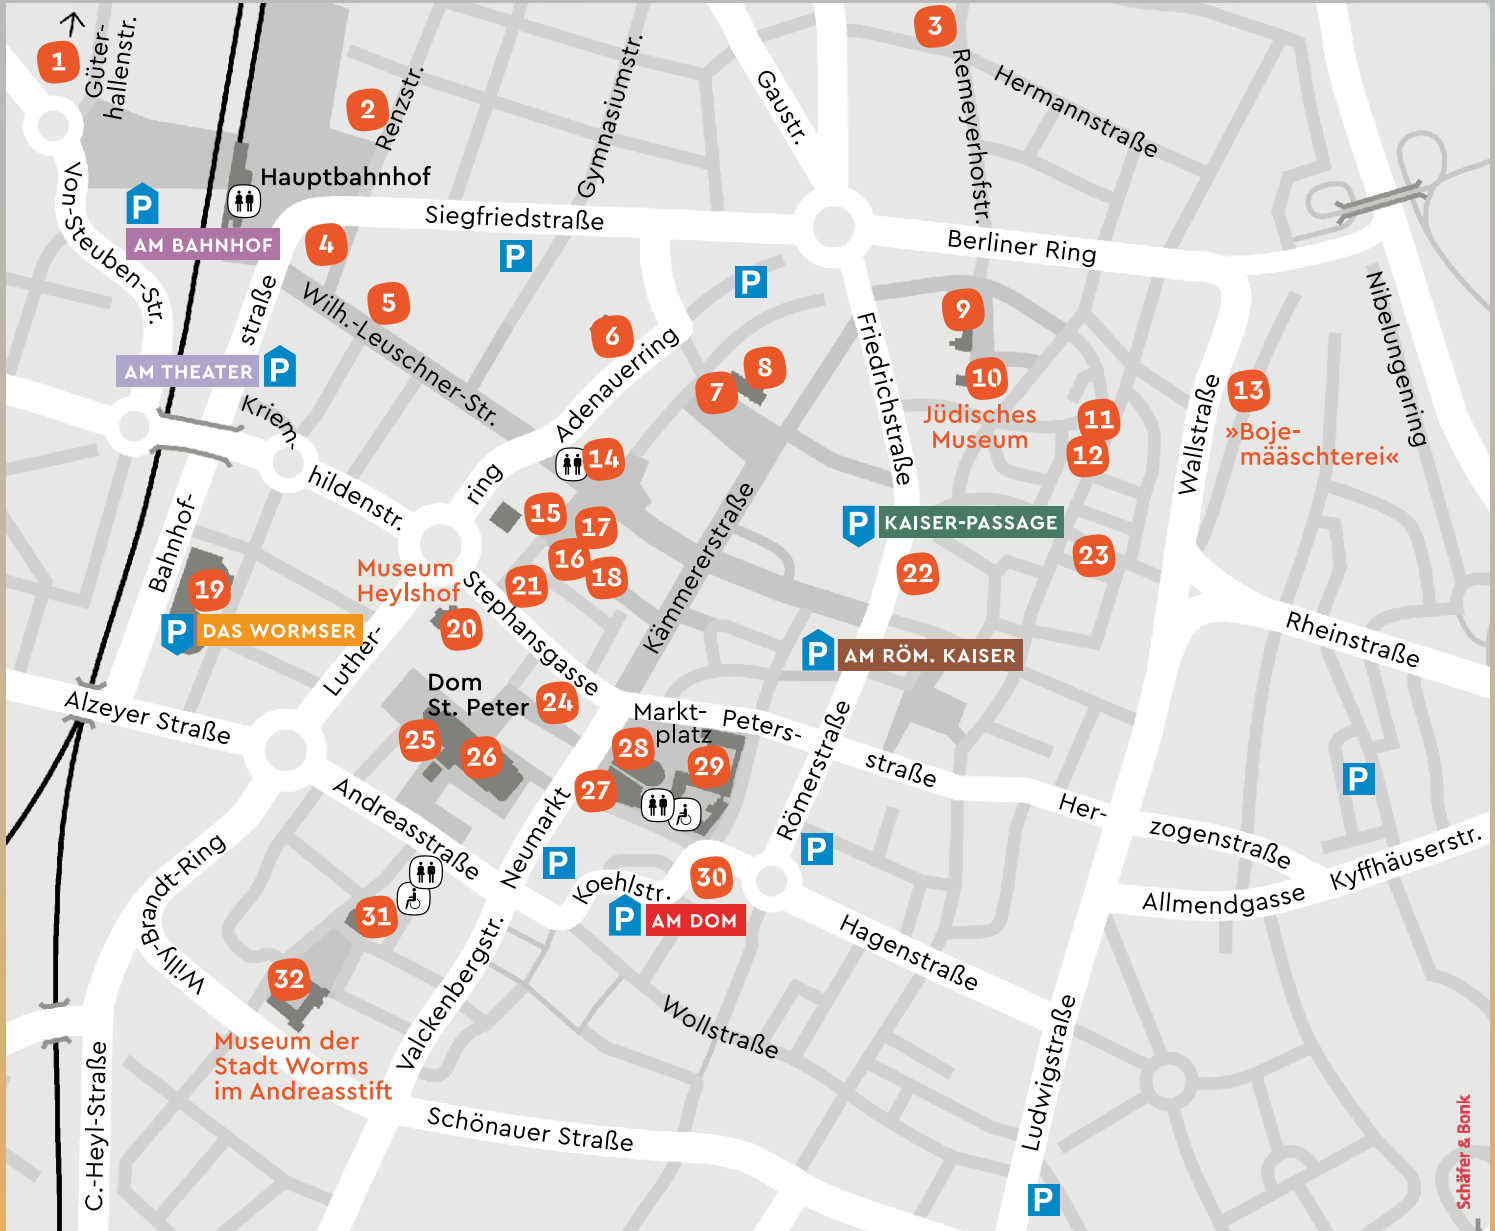 1
Güter-
hallenstr.
2
Renzstr.
Gymnasiumstr.
Gaustr.
3
Remeyerhofstr.
Hermannstraße
Hauptbahnhof
P
AM BAHNHOF
Von-Steuben-Str.
Siegfriedstraße
P
4
5
Wilh.-Leuschner-Str.
P
Berliner Ring
Nibelungenring
straße
AM THEATER
P
Kriem-
hildenstr.
6
Adenauerring
7
8
Friedrichstraße
9
10
Jüdisches
Museum
11
12
Wallstraße
13
»Boje-
määschterei«
14
ring
15
17
16
18
21
Kämmererstraße
P
KAISER-PASSAGE
22
23
Bahnhof-
19
P
DAS WORMSER
Museum
Heylshof
20
Stephansgasse
Luther-
P
AM RÖM. KAISER
Rheinstraße
Alzeyer Straße
Dom
St. Peter
24
25
26
Markt-
platz
28
29
27
Peters-
straße
Römerstraße
Her-
zogenstraße
P
Kyffhäuserstr.
Allmendgasse
Andreasstraße
Neumarkt
P
Koehlstr.
30
P
P
AM DOM
Hagenstraße
Willy-Brandt-Ring
31
32
Museum der
Stadt Worms
im Andreasstift
Valckenbergstr.
Wollstraße
Ludwigstraße
C.-Heyl-Straße
Schönauer Straße
P
Schäfer & Bonk